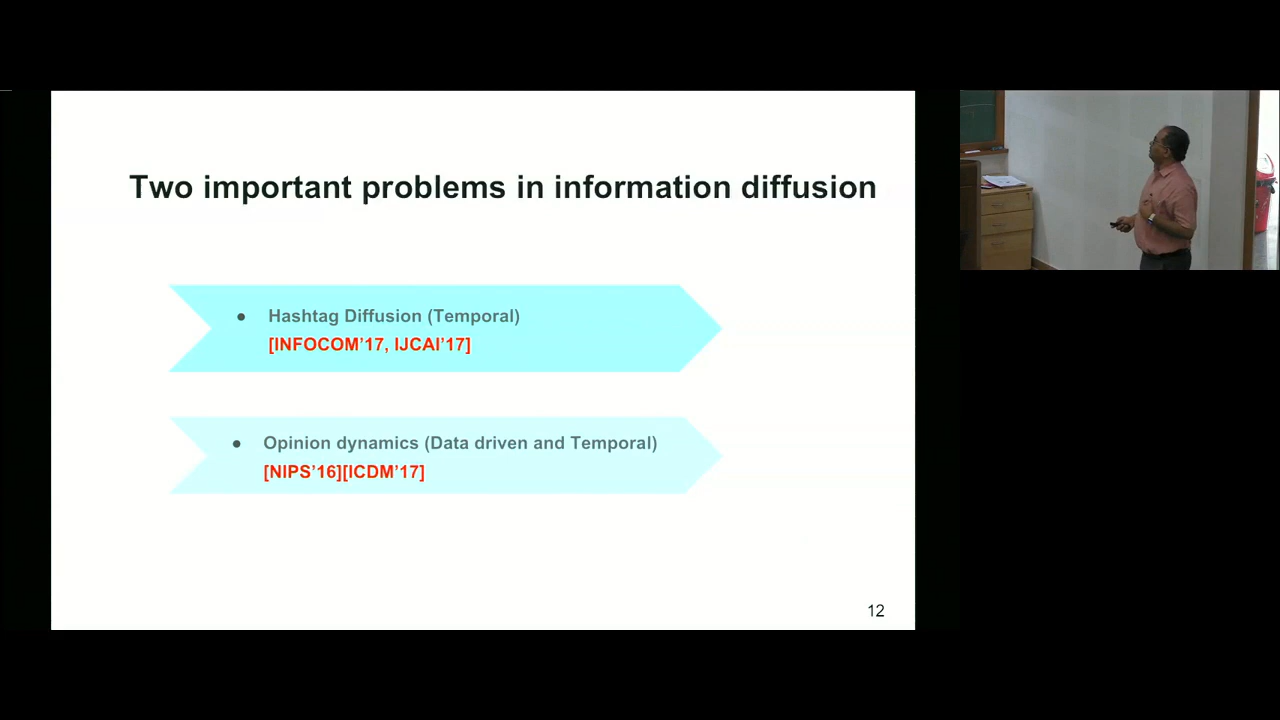 Two important problems in information diffusion
● Hashtag Diffusion (Temporal)
[INFOCOM’17, IJCAI’17]
● Opinion dynamics (Data driven and Temporal)
[NIPS’16][ICDM’17]
12